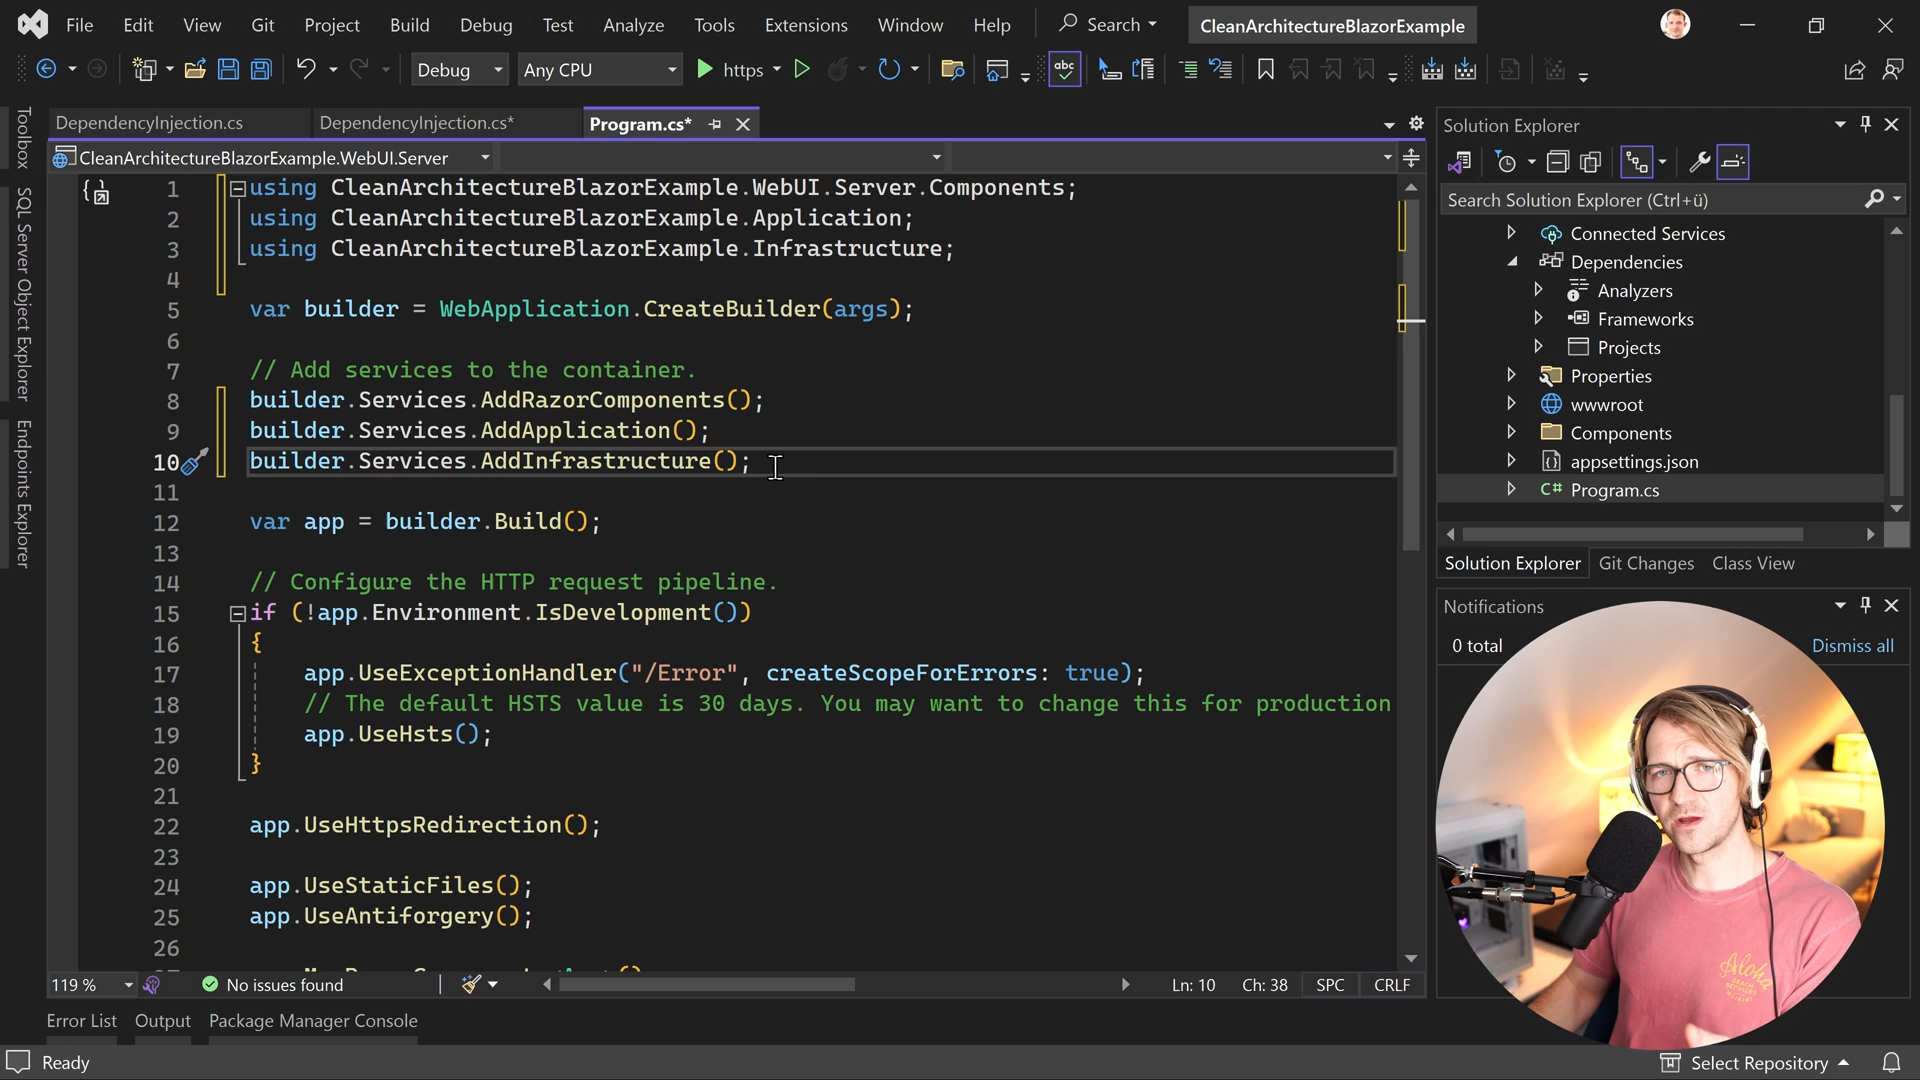 File Edit View Git Project Build Debug Test Analyze Tools Extensions Window Help Search CleanArchitectureBlazorExample
Debug Any CPU https
abc
Toolbox
SQL Server Object Explorer
Endpoints Explorer
DependencyInjection.cs DependencyInjection.cs* Program.cs*
CleanArchitectureBlazorExample.WebUI.Server
1 using CleanArchitectureBlazorExample.WebUI.Server.Components;
2 using CleanArchitectureBlazorExample.Application;
3 using CleanArchitectureBlazorExample.Infrastructure;
4
5 var builder = WebApplication.CreateBuilder(args);
6
7 // Add services to the container.
8 builder.Services.AddRazorComponents();
9 builder.Services.AddApplication();
10 builder.Services.AddInfrastructure();
11
12 var app = builder.Build();
13
14 // Configure the HTTP request pipeline.
15 if (!app.Environment.IsDevelopment())
16 {
17 app.UseExceptionHandler("/Error", createScopeForErrors: true);
18 // The default HSTS value is 30 days. You may want to change this for production
19 app.UseHsts();
20 }
21
22 app.UseHttpsRedirection();
23
24 app.UseStaticFiles();
25 app.UseAntiforgery();
26
119 % No issues found Ln: 10 Ch: 38 SPC CRLF
Error List Output Package Manager Console
Ready
Solution Explorer
Search Solution Explorer (Ctrl+ü)
Connected Services
Dependencies
Analyzers
Frameworks
Projects
Properties
wwwroot
Components
appsettings.json
C# Program.cs
Solution Explorer Git Changes Class View
Notifications
0 total Dismiss all
Aloha
Select Repository